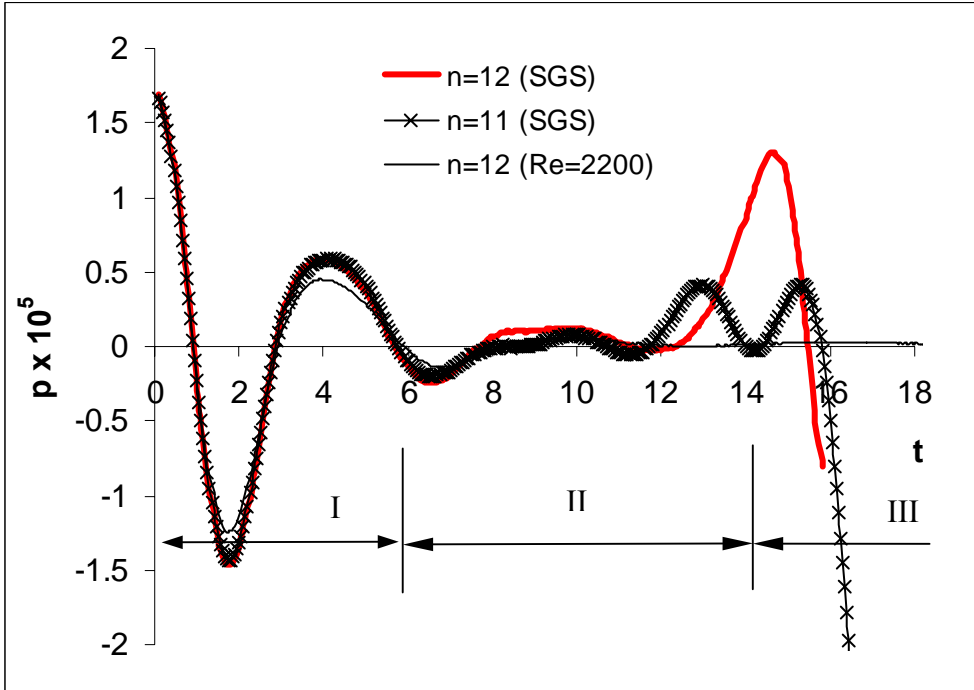 2
1.5
1
0.5
0
-0.5
-1
-1.5
-2
p x 10⁵
n=12 (SGS)
n=11 (SGS)
n=12 (Re=2200)
0 2 4 6 8 10 12 14 16 18
t
I
II
III